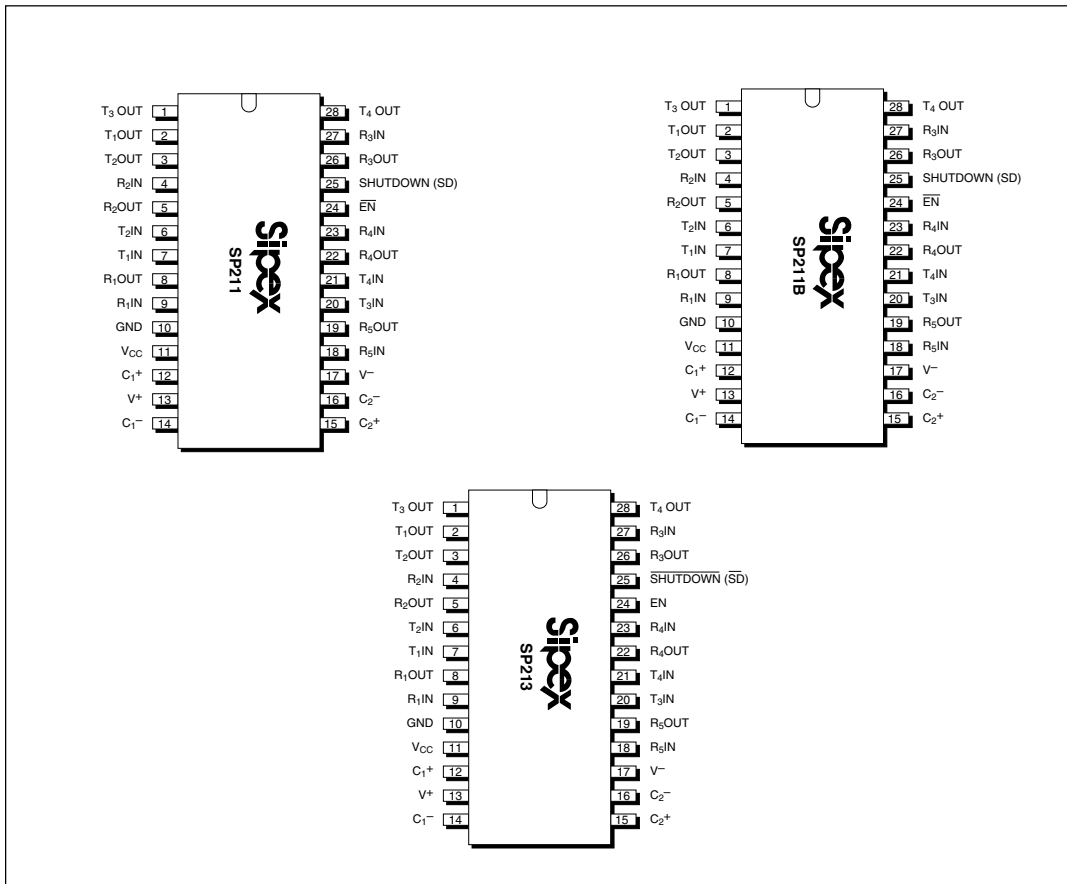 T3 OUT 1 28 T4 OUT
T1OUT 2 27 R3IN
T2OUT 3 26 R3OUT
R2IN 4 25 SHUTDOWN (SD)
R2OUT 5 24 E̅N̅
T2IN 6 23 R4IN
T1IN 7 22 R4OUT
R1OUT 8 21 T4IN
R1IN 9 20 T3IN
GND 10 19 R5OUT
VCC 11 18 R5IN
C1+ 12 17 V−
V+ 13 16 C2−
C1− 14 15 C2+
Sipex
SP211
T3 OUT 1 28 T4 OUT
T1OUT 2 27 R3IN
T2OUT 3 26 R3OUT
R2IN 4 25 SHUTDOWN (SD)
R2OUT 5 24 E̅N̅
T2IN 6 23 R4IN
T1IN 7 22 R4OUT
R1OUT 8 21 T4IN
R1IN 9 20 T3IN
GND 10 19 R5OUT
VCC 11 18 R5IN
C1+ 12 17 V−
V+ 13 16 C2−
C1− 14 15 C2+
Sipex
SP211B
T3 OUT 1 28 T4 OUT
T1OUT 2 27 R3IN
T2OUT 3 26 R3OUT
R2IN 4 25 S̅H̅U̅T̅D̅O̅W̅N̅ (S̅D̅)
R2OUT 5 24 EN
T2IN 6 23 R4IN
T1IN 7 22 R4OUT
R1OUT 8 21 T4IN
R1IN 9 20 T3IN
GND 10 19 R5OUT
VCC 11 18 R5IN
C1+ 12 17 V−
V+ 13 16 C2−
C1− 14 15 C2+
Sipex
SP213